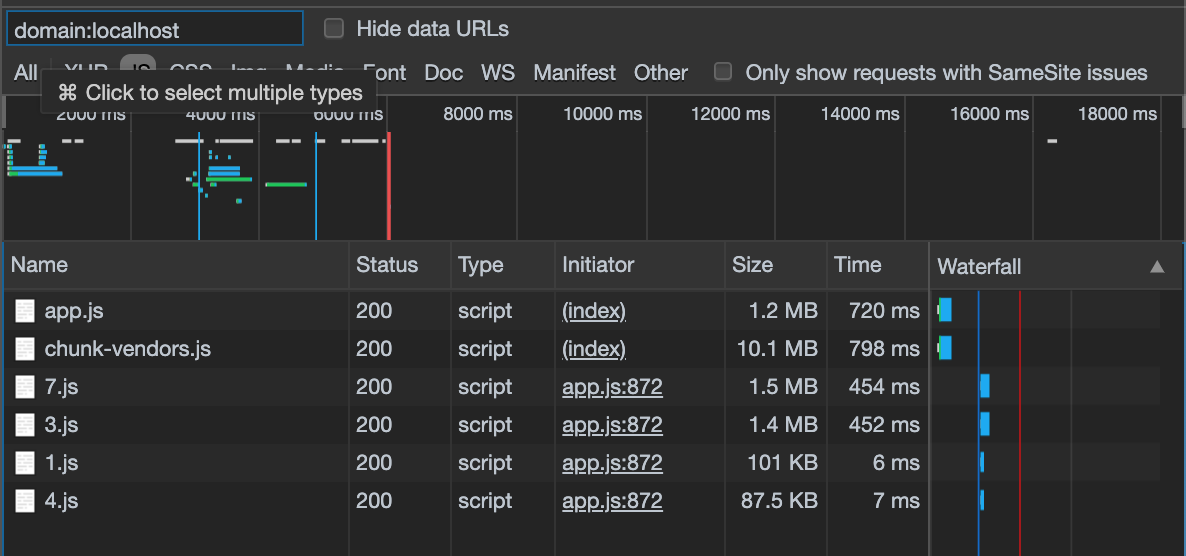 domain:localhost Hide data URLs
All XHR JS CSS Img Media Font Doc WS Manifest Other Only show requests with SameSite issues
⌘ Click to select multiple types
2000 ms 4000 ms 6000 ms 8000 ms 10000 ms 12000 ms 14000 ms 16000 ms 18000 ms
Name Status Type Initiator Size Time Waterfall ▲
app.js 200 script (index) 1.2 MB 720 ms
chunk-vendors.js 200 script (index) 10.1 MB 798 ms
7.js 200 script app.js:872 1.5 MB 454 ms
3.js 200 script app.js:872 1.4 MB 452 ms
1.js 200 script app.js:872 101 KB 6 ms
4.js 200 script app.js:872 87.5 KB 7 ms